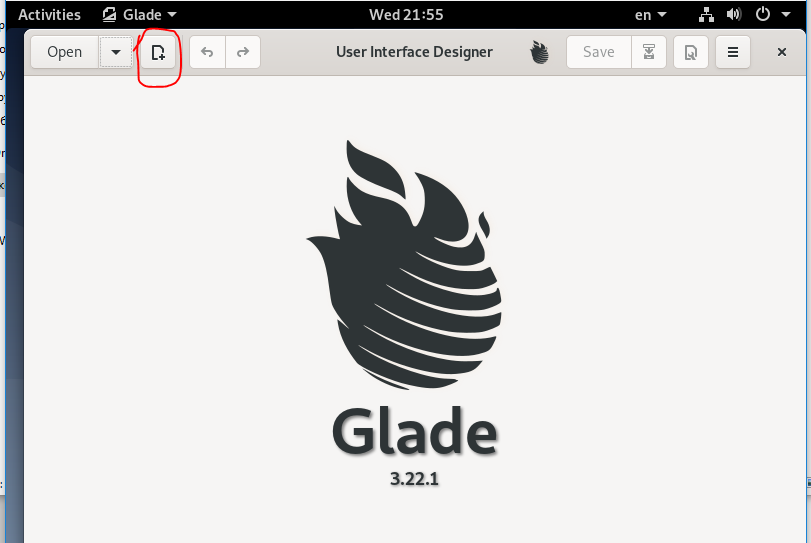 Activities Glade Wed 21:55 en
Open User Interface Designer Save
Glade
3.22.1